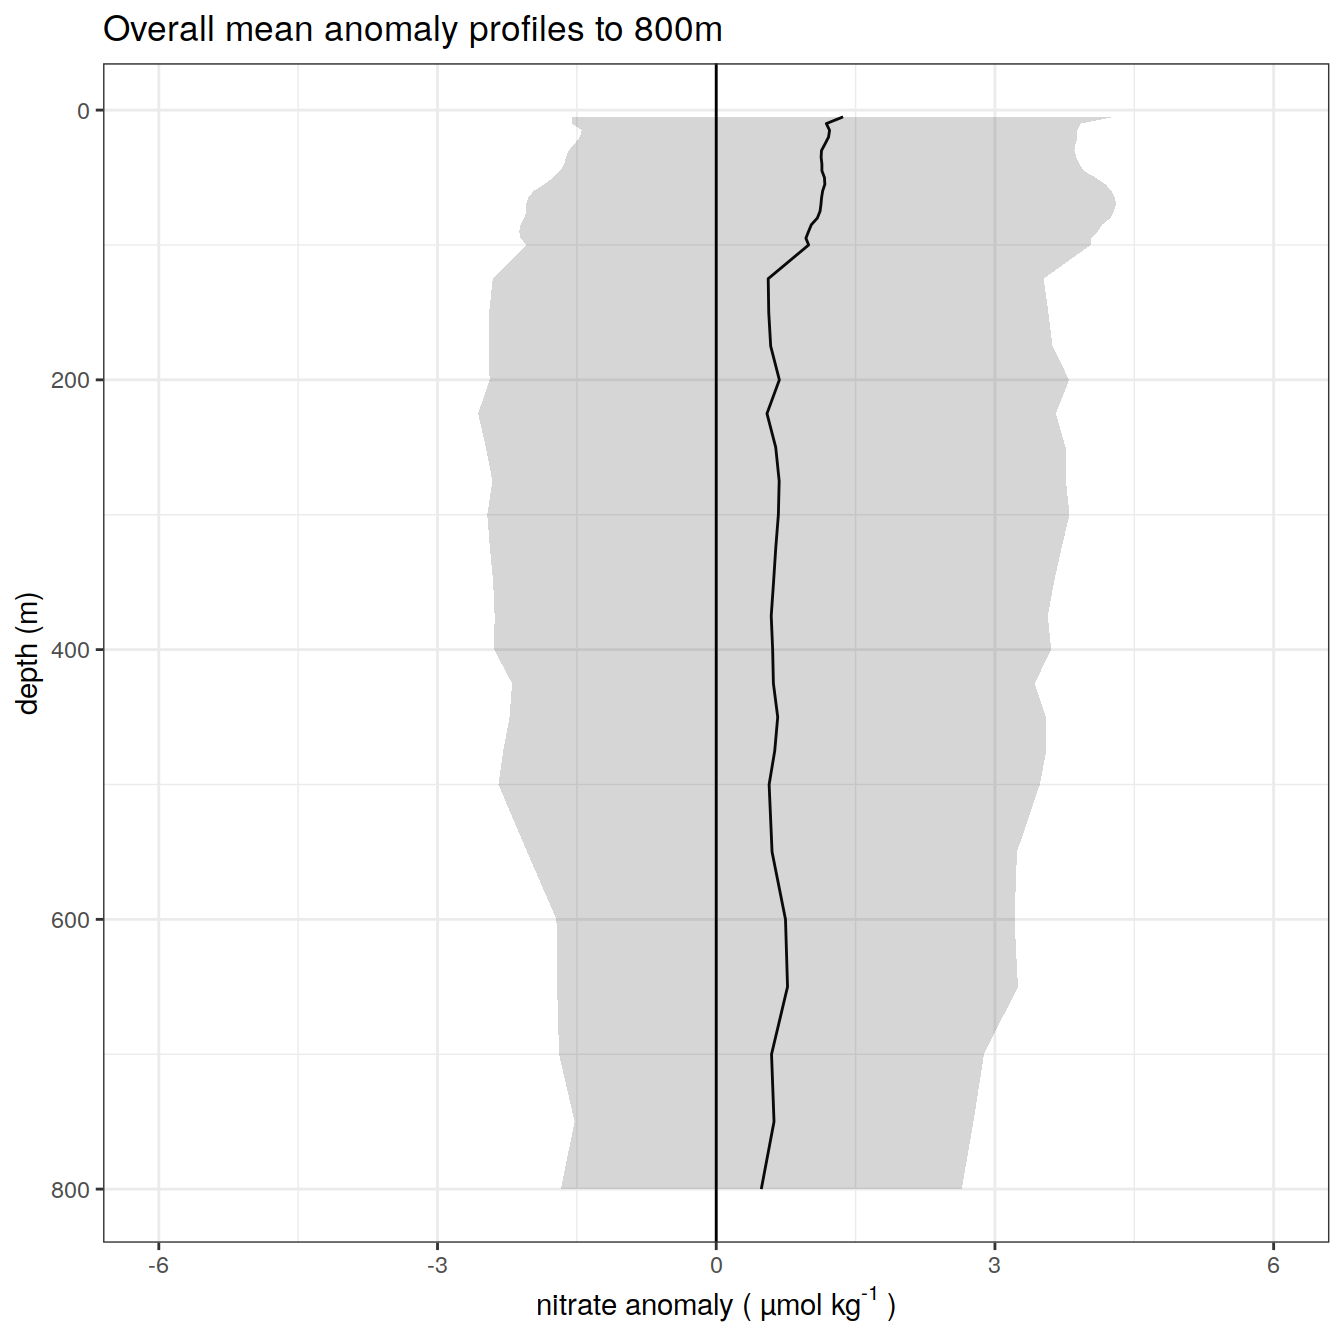 Overall mean anomaly profiles to 800m
0
200
400
600
800
depth (m)
-6 -3 0 3 6
nitrate anomaly ( µmol kg⁻¹ )